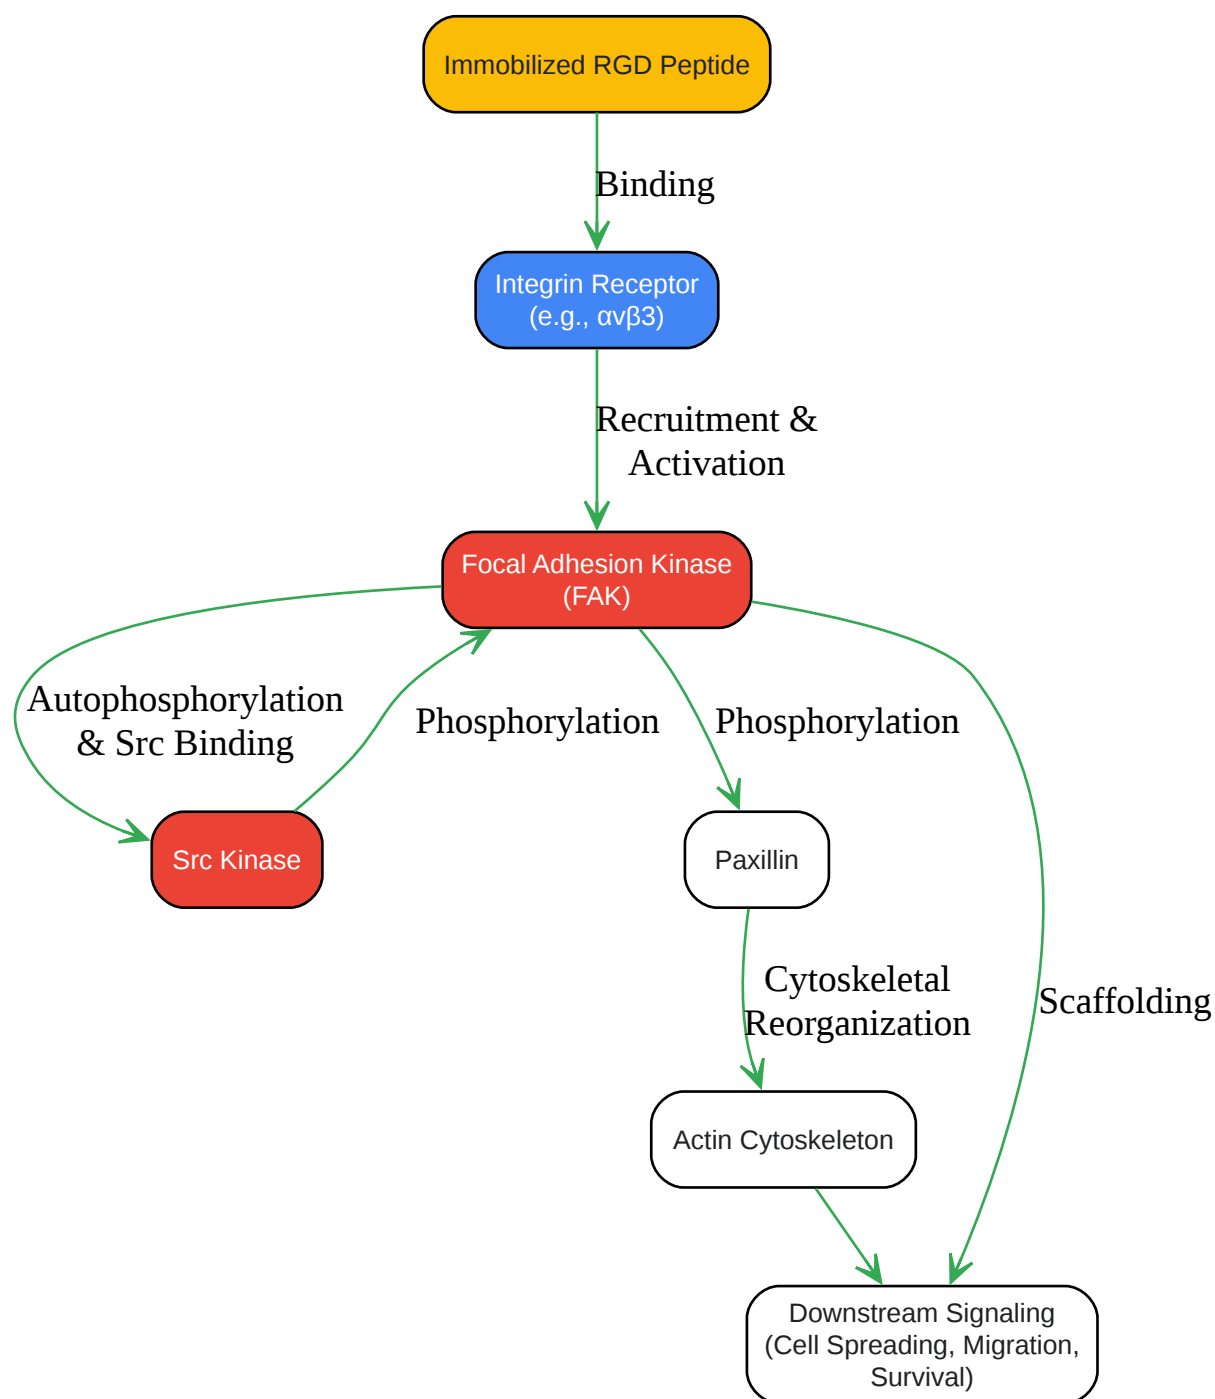 Immobilized RGD Peptide
Binding
Integrin Receptor
(e.g., αvβ3)
Recruitment &
Activation
Focal Adhesion Kinase
(FAK)
Autophosphorylation
& Src Binding
Phosphorylation
Phosphorylation
Src Kinase
Paxillin
Cytoskeletal
Reorganization
Scaffolding
Actin Cytoskeleton
Downstream Signaling
(Cell Spreading, Migration,
Survival)